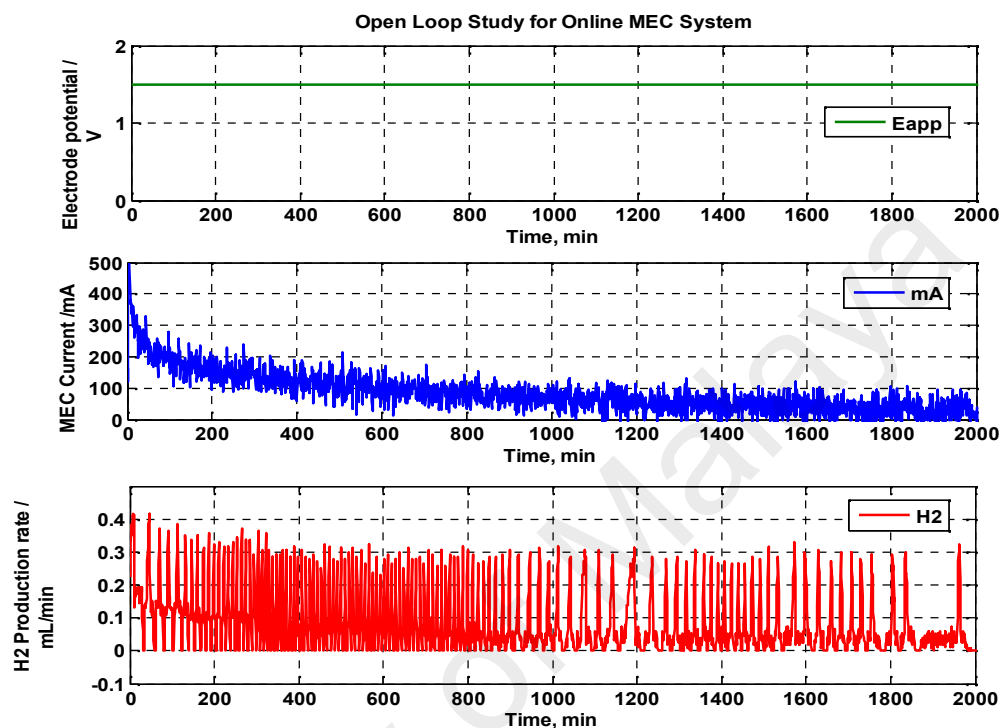 Open Loop Study for Online MEC System
Electrode potential /
V
2
1
0
Eapp
0 200 400 600 800 1000 1200 1400 1600 1800 2000
Time, min
MEC Current /mA
500
400
300
200
100
0
mA
0 200 400 600 800 1000 1200 1400 1600 1800 2000
Time, min
H2 Production rate /
mL/min
0.4
0.3
0.2
0.1
0
-0.1
H2
0 200 400 600 800 1000 1200 1400 1600 1800 2000
Time, min
of Malaya